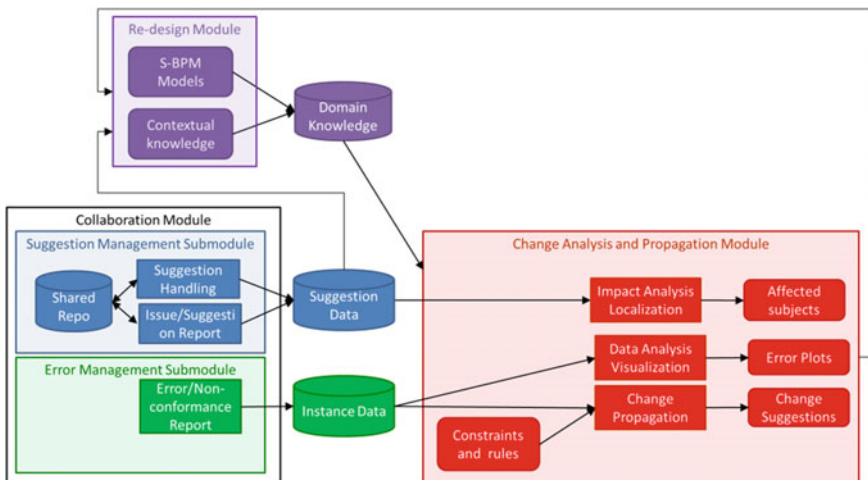 Re-design Module
S-BPM
Models
Contextual
knowledge
Domain
Knowledge
Collaboration Module
Suggestion Management Submodule
Shared
Repo
Suggestion
Handling
Issue/Suggesti
on Report
Suggestion
Data
Error Management Submodule
Error/Non-
conformance
Report
Instance Data
Change Analysis and Propagation Module
Impact Analysis
Localization
Affected
subjects
Data Analysis
Visualization
Error Plots
Change
Propagation
Change
Suggestions
Constraints
and rules